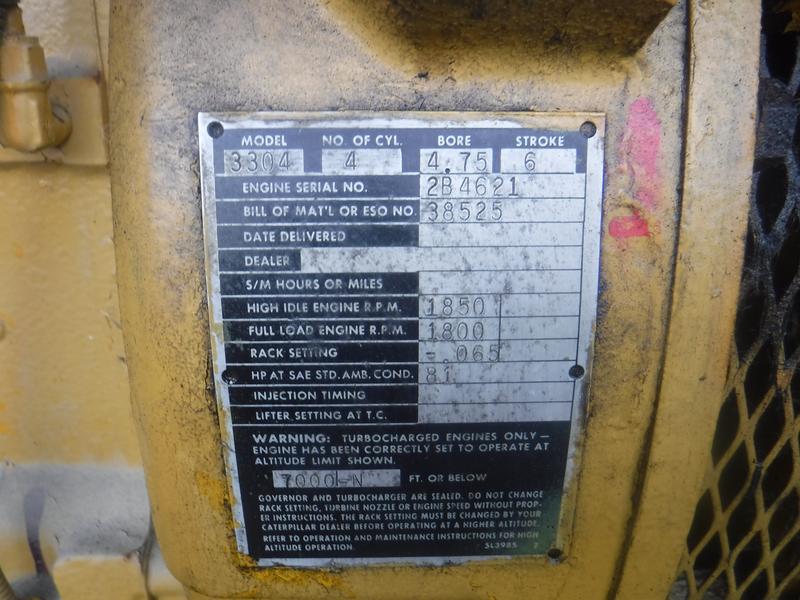 MODEL NO. OF CYL. BORE STROKE
3304 4 4.75 6
ENGINE SERIAL NO. 2B4621
BILL OF MAT'L OR ESO NO. 38525
DATE DELIVERED
DEALER
S/M HOURS OR MILES
HIGH IDLE ENGINE R.P.M. 1850
FULL LOAD ENGINE R.P.M. 1800
RACK SETTING -.065
HP AT SAE STD. AMB. COND. 81
INJECTION TIMING
LIFTER SETTING AT T.C.
WARNING: TURBOCHARGED ENGINES ONLY —
ENGINE HAS BEEN CORRECTLY SET TO OPERATE AT
ALTITUDE LIMIT SHOWN.
7000-N FT. OR BELOW
GOVERNOR AND TURBOCHARGER ARE SEALED. DO NOT CHANGE
RACK SETTING, TURBINE NOZZLE OR ENGINE SPEED WITHOUT PROP-
ER INSTRUCTIONS. THE RACK SETTING MUST BE CHANGED BY YOUR
CATERPILLAR DEALER BEFORE OPERATING AT A HIGHER ALTITUDE.
REFER TO OPERATION AND MAINTENANCE INSTRUCTIONS FOR HIGH
ALTITUDE OPERATION. 5L3985 7